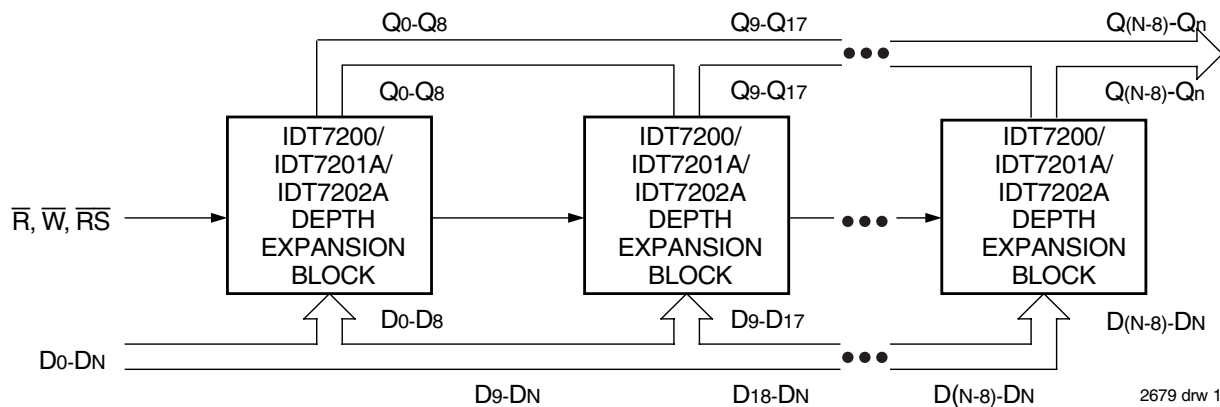 Q0-Q8 Q9-Q17 Q(N-8)-Qn
Q0-Q8 Q9-Q17 Q(N-8)-Qn
IDT7200/
IDT7201A/
IDT7202A
DEPTH
EXPANSION
BLOCK
IDT7200/
IDT7201A/
IDT7202A
DEPTH
EXPANSION
BLOCK
IDT7200/
IDT7201A/
IDT7202A
DEPTH
EXPANSION
BLOCK
R̅, W̅, R̅S̅
D0-D8 D9-D17 D(N-8)-DN
D0-DN
D9-DN D18-DN D(N-8)-DN
2679 drw 1